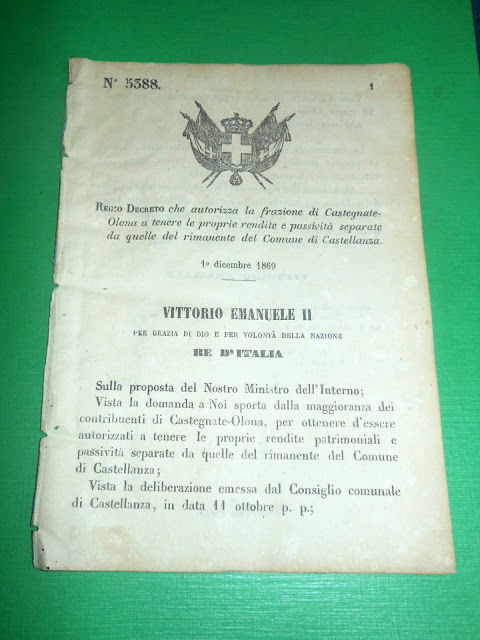 N° 5388.
1
REGIO DECRETO che autorizza la frazione di Castegnate-
Olona a tenere le proprie rendite e passività separate
da quelle del rimanente del Comune di Castellanza.
1° dicembre 1869
VITTORIO EMANUELE II
PER GRAZIA DI DIO E PER VOLONTÀ DELLA NAZIONE
RE D'ITALIA
Sulla proposta del Nostro Ministro dell'Interno;
Vista la domanda a Noi sporta dalla maggioranza dei
contribuenti di Castegnate-Olona, per ottenere d'essere
autorizzati a tenere le proprie rendite patrimoniali e
passività separate da quelle del rimanente del Comune
di Castellanza;
Vista la deliberazione emessa dal Consiglio comunale
di Castellanza, in data 11 ottobre p. p.;